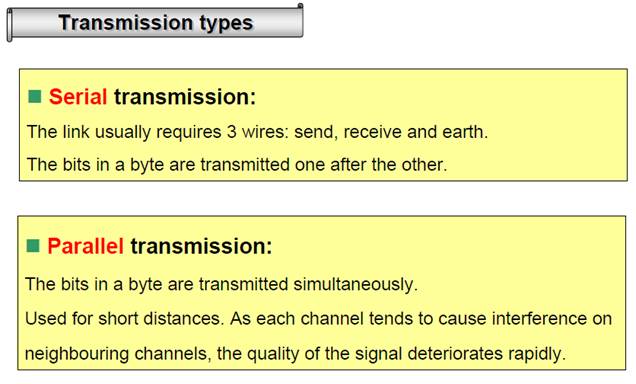 Transmission types
Serial transmission:
The link usually requires 3 wires: send, receive and earth.
The bits in a byte are transmitted one after the other.
Parallel transmission:
The bits in a byte are transmitted simultaneously.
Used for short distances. As each channel tends to cause interference on
neighbouring channels, the quality of the signal deteriorates rapidly.